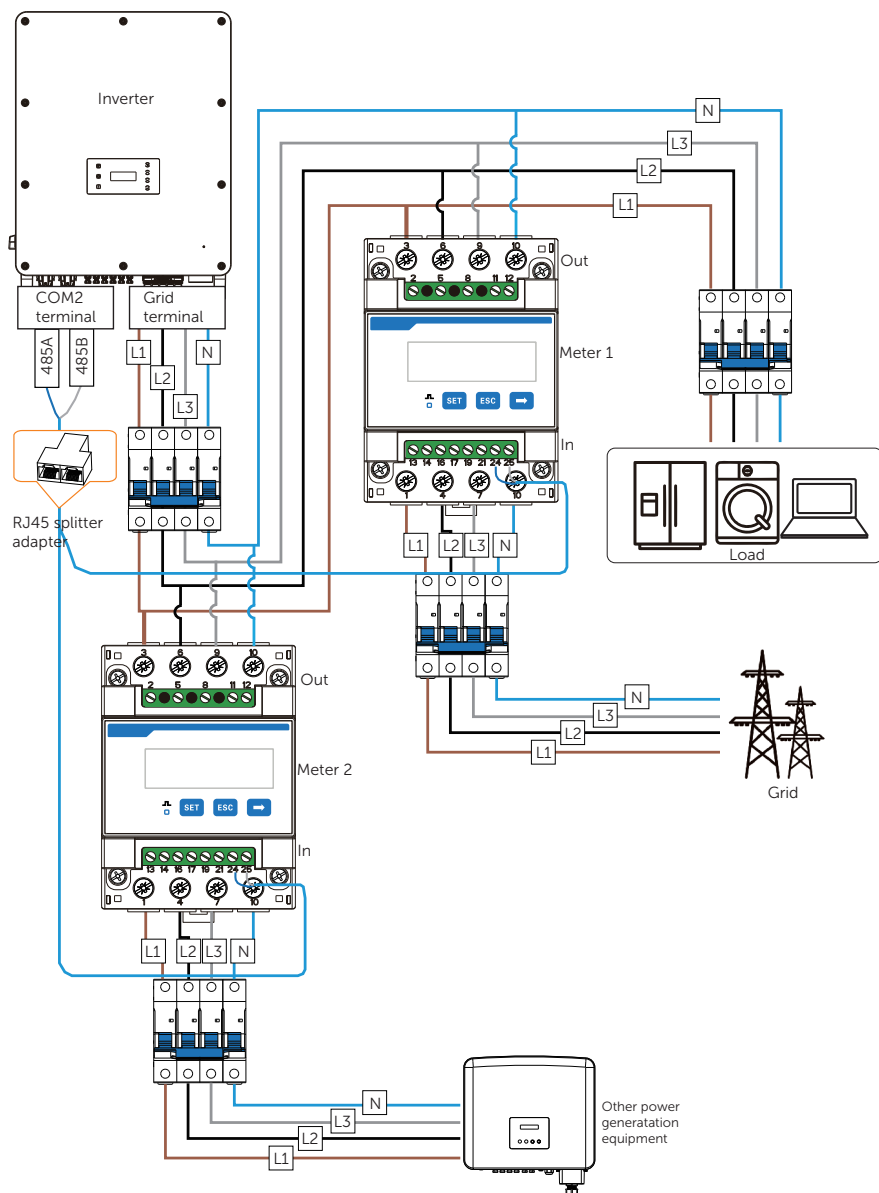 Inverter
COM2
terminal
Grid
terminal
485A
485B
L1
L2
L3
N
RJ45 splitter
adapter
N
L3
L2
L1
3 6 9 10
Out
2 5 8 11 12
Meter 1
SET ESC
In
13 14 16 17 19 21 24 25
1 4 7 10
L1 L2 L3 N
Load
N
L3
L2
L1
Grid
3 6 9 10
Out
2 5 8 11 12
Meter 2
SET ESC
In
13 14 16 17 19 21 24 25
1 4 7 10
L1 L2 L3 N
N
L3
L2
L1
Other power
generatation
equipment